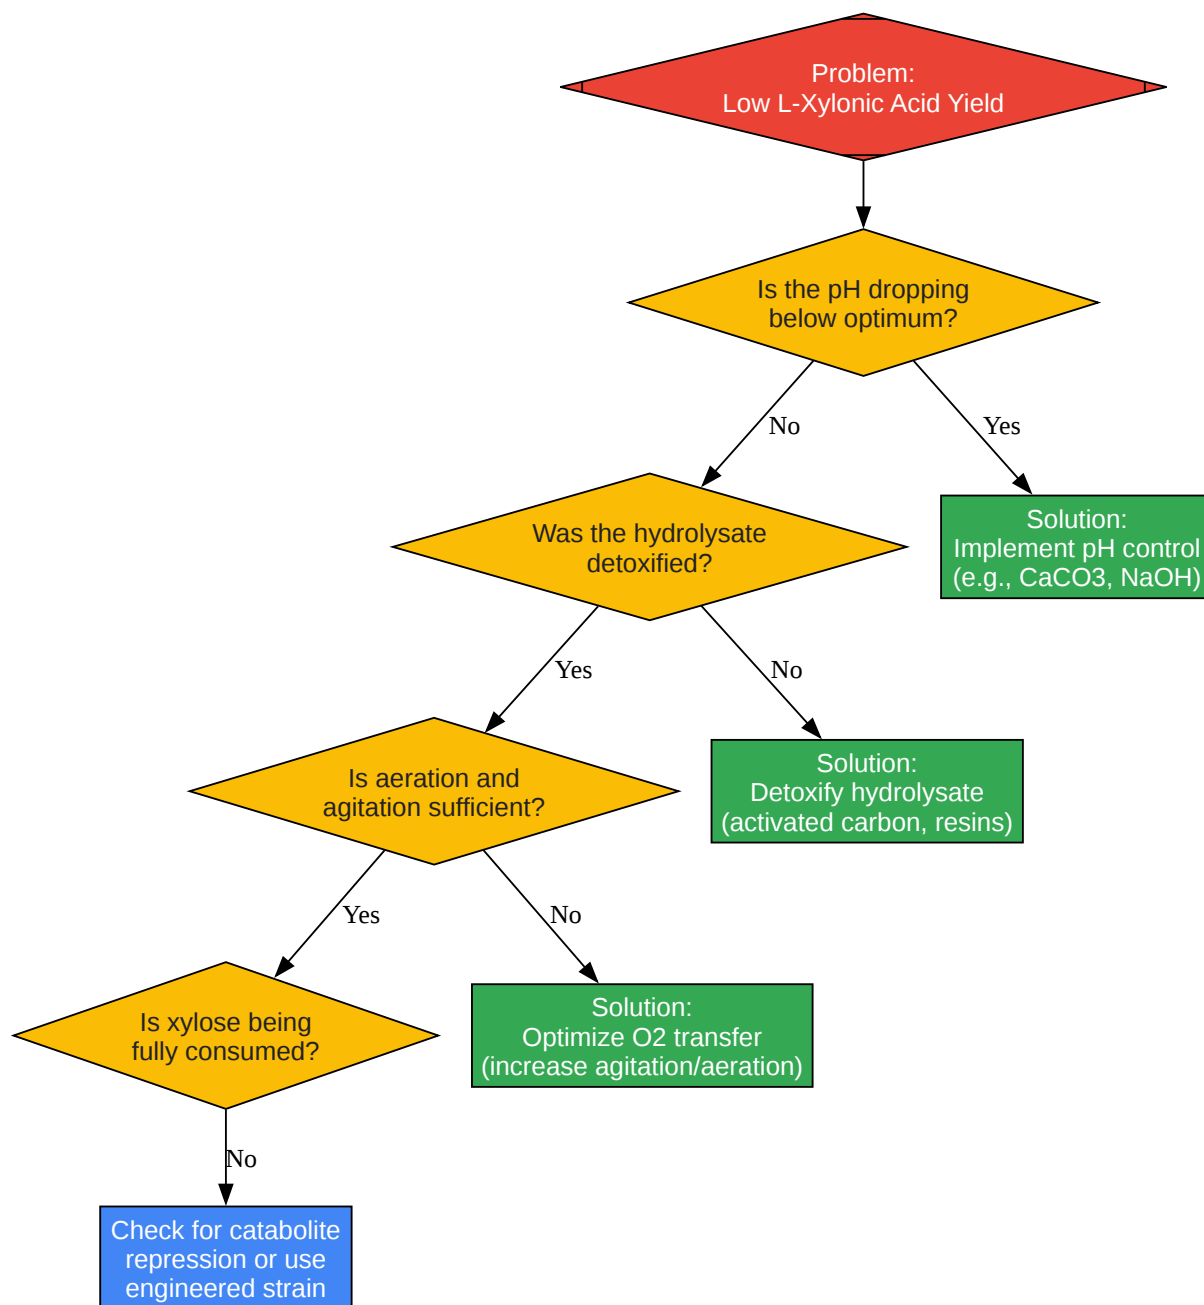 Problem:
Low L-Xylonic Acid Yield
Is the pH dropping
below optimum?
No
Yes
Solution:
Implement pH control
(e.g., CaCO3, NaOH)
Was the hydrolysate
detoxified?
Yes
No
Solution:
Detoxify hydrolysate
(activated carbon, resins)
Is aeration and
agitation sufficient?
Yes
No
Solution:
Optimize O2 transfer
(increase agitation/aeration)
Is xylose being
fully consumed?
No
Check for catabolite
repression or use
engineered strain